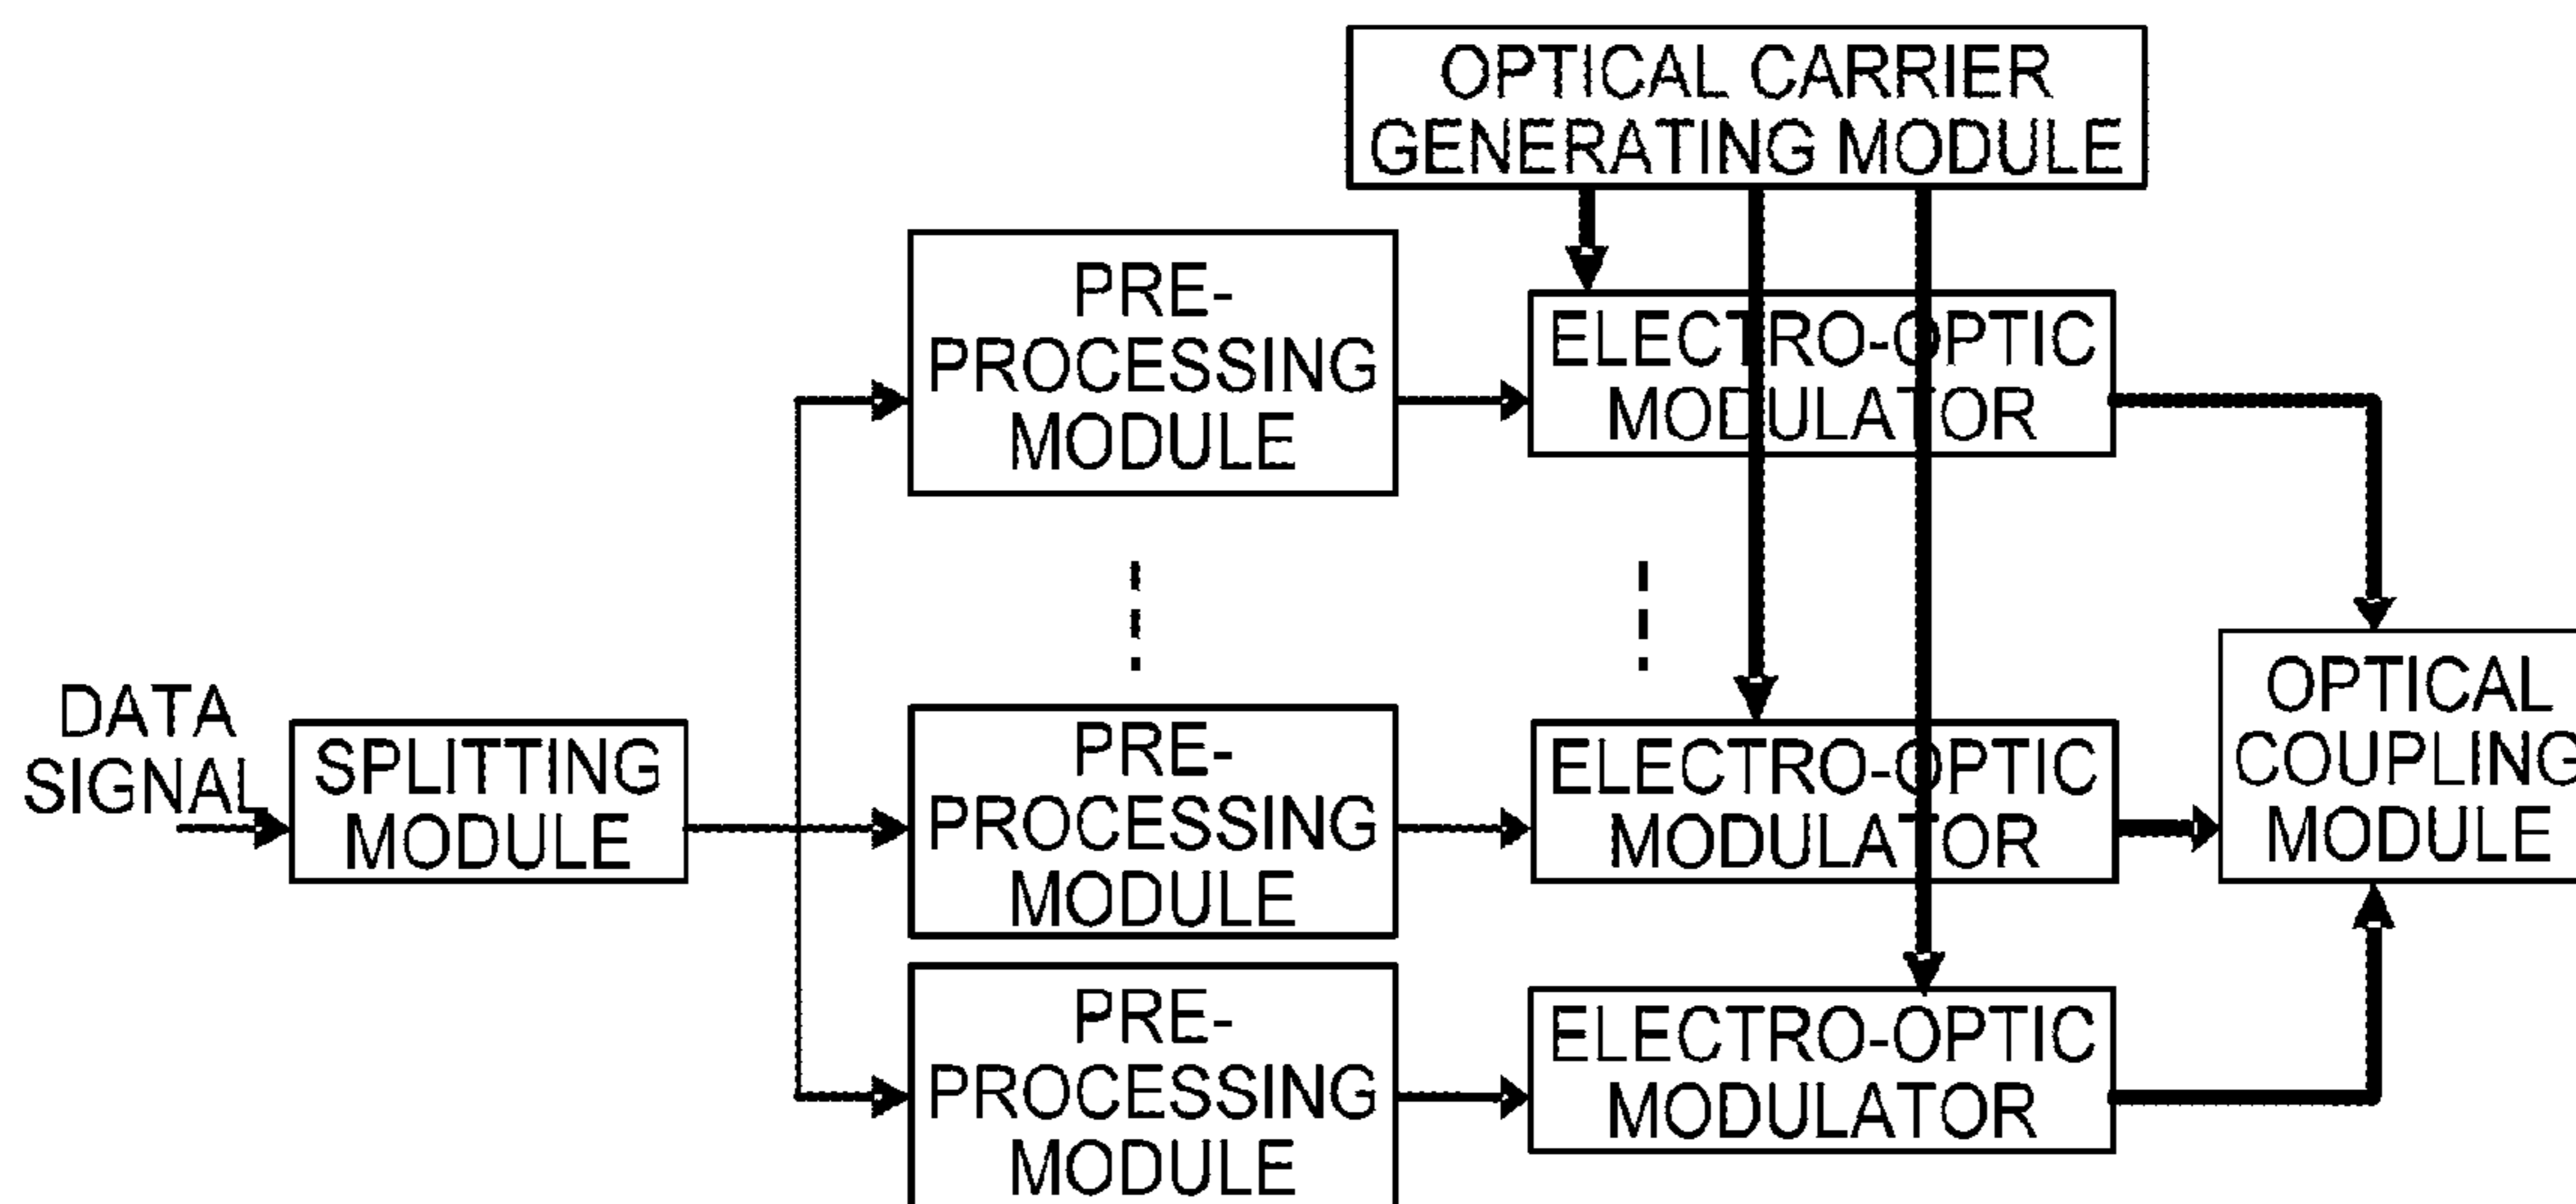 OPTICAL CARRIER
GENERATING MODULE
PRE-
PROCESSING
MODULE
ELECTRO-OPTIC
MODULATOR
DATA
SIGNAL
SPLITTING
MODULE
PRE-
PROCESSING
MODULE
ELECTRO-OPTIC
MODULATOR
OPTICAL
COUPLING
MODULE
PRE-
PROCESSING
MODULE
ELECTRO-OPTIC
MODULATOR